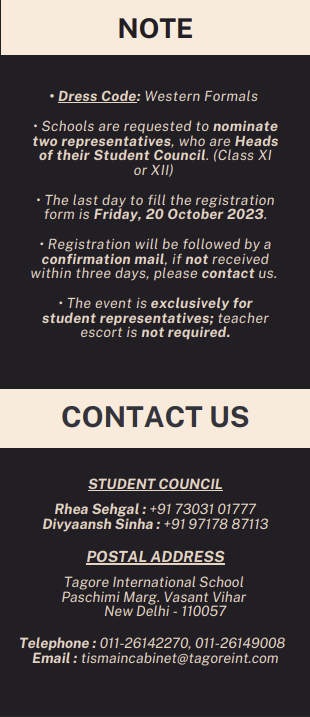 NOTE
• Dress Code: Western Formals
• Schools are requested to nominate
two representatives, who are Heads
of their Student Council. (Class XI
or XII)
• The last day to fill the registration
form is Friday, 20 October 2023.
• Registration will be followed by a
confirmation mail, if not received
within three days, please contact us.
• The event is exclusively for
student representatives; teacher
escort is not required.
CONTACT US
STUDENT COUNCIL
Rhea Sehgal : +91 73031 01777
Divyaansh Sinha : +91 97178 87113
POSTAL ADDRESS
Tagore International School
Paschimi Marg. Vasant Vihar
New Delhi - 110057
Telephone : 011-26142270, 011-26149008
Email : tismaincabinet@tagoreint.com